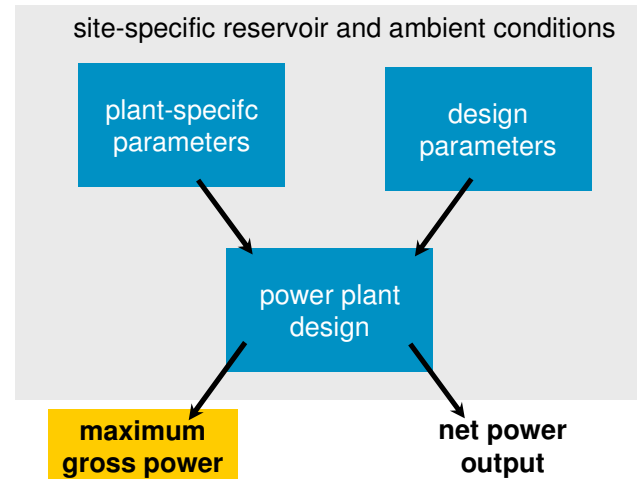 site-specific reservoir and ambient conditions
plant-specifc
parameters
design
parameters
power plant
design
maximum
gross power
net power
output